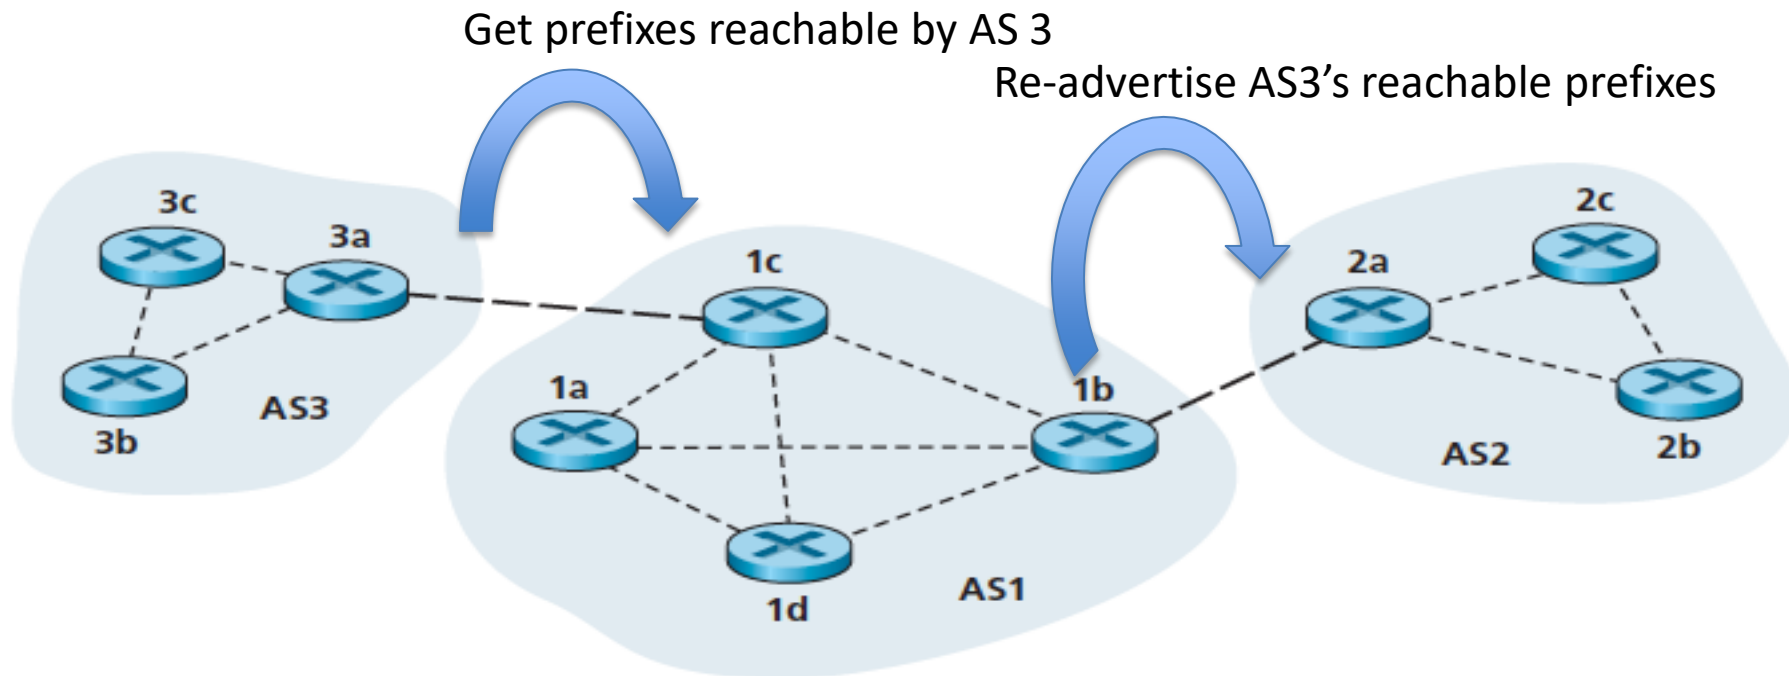 Get prefixes reachable by AS 3
Re-advertise AS3’s reachable prefixes
3c
3a
3b
AS3
1c
1a
1b
1d
AS1
2c
2a
2b
AS2